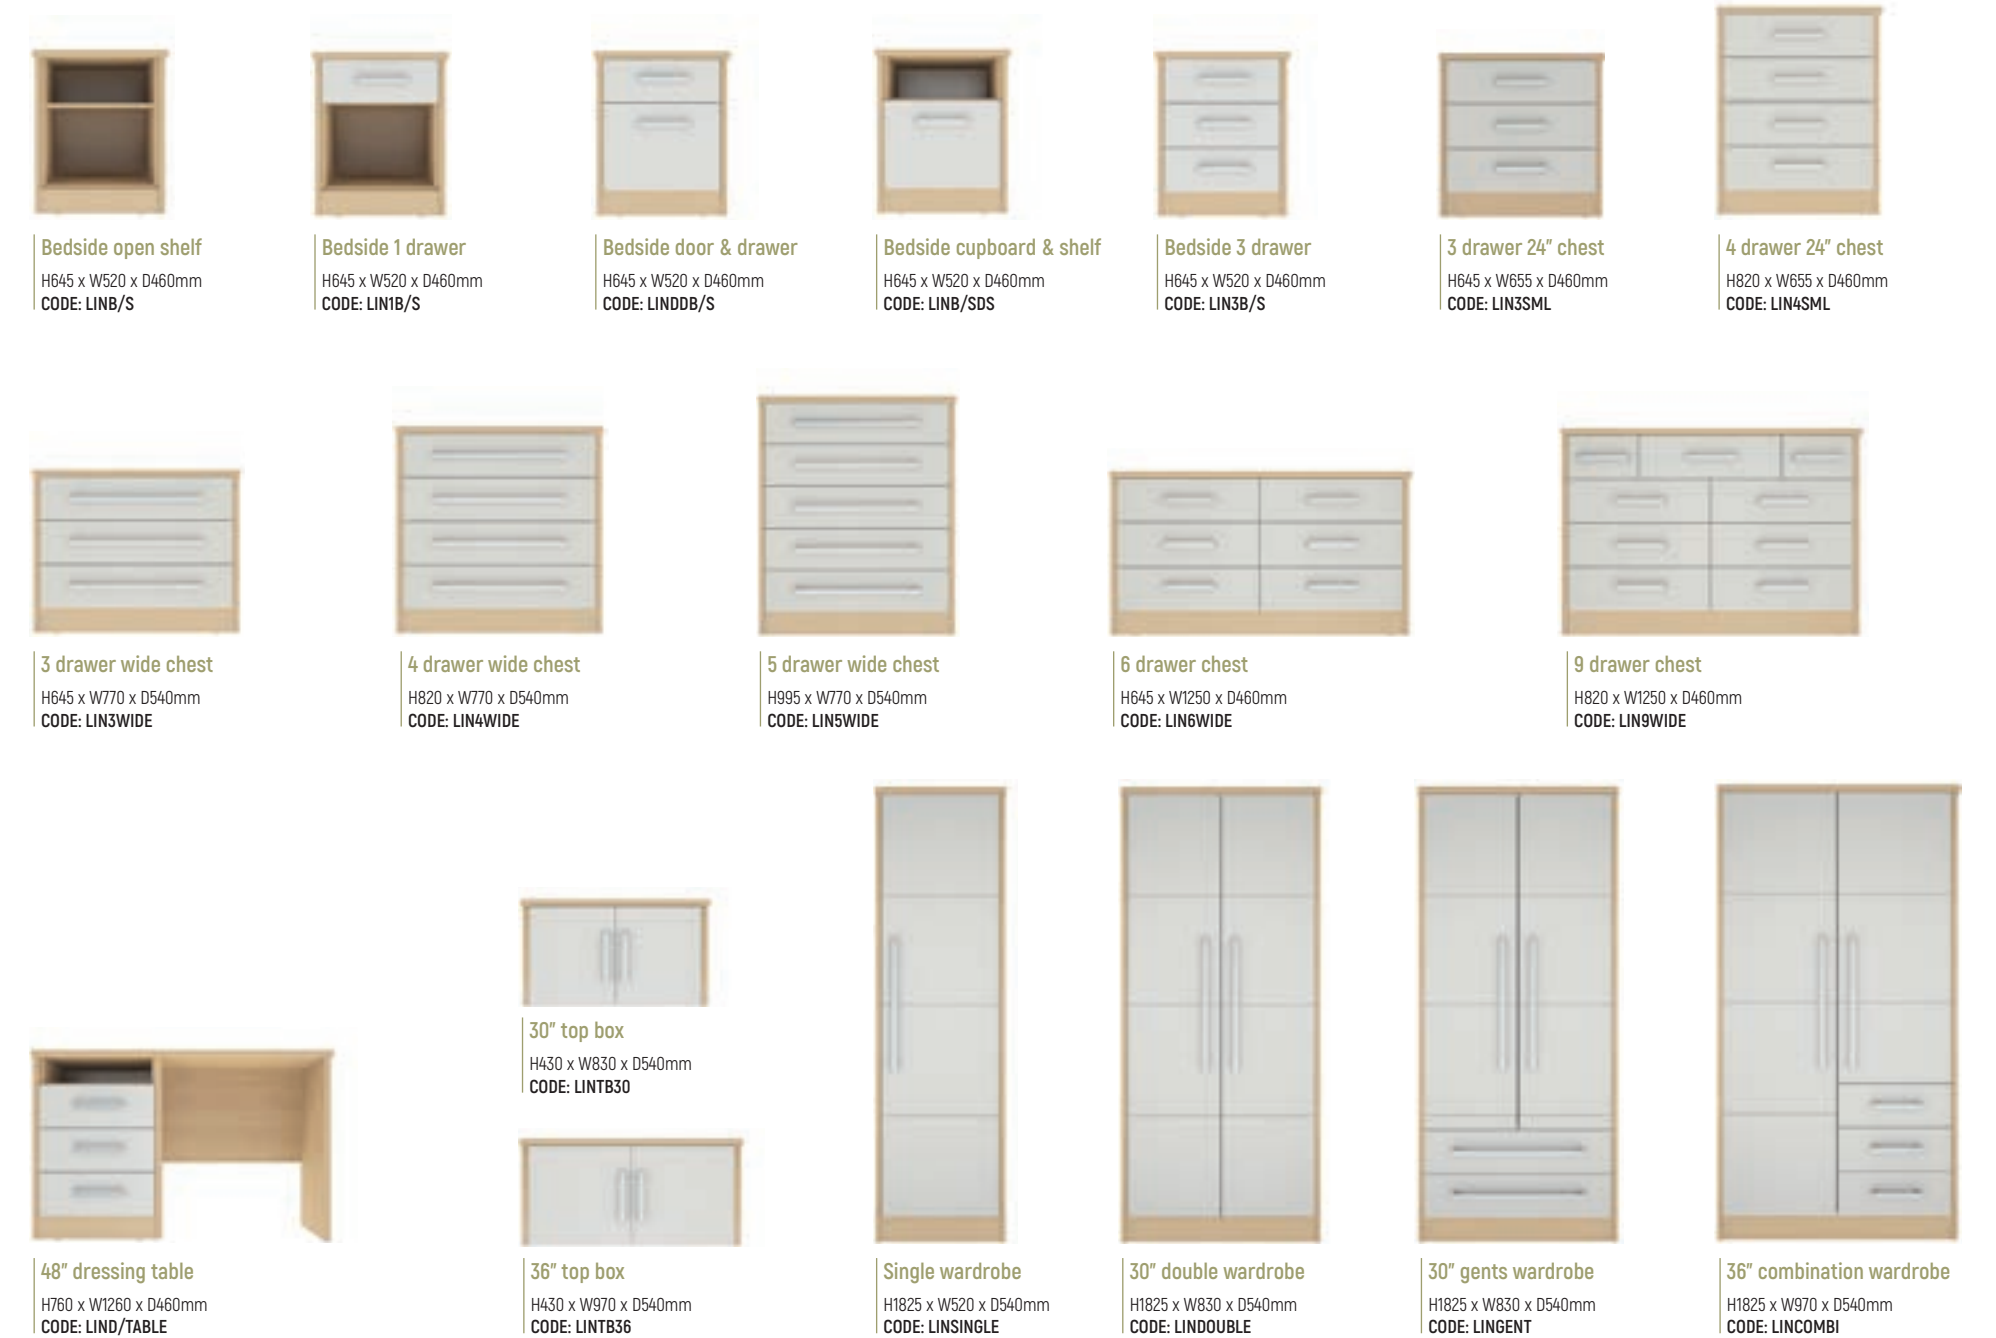 Bedside open shelf
H645 x W520 x D460mm
CODE: LINB/S
Bedside 1 drawer
H645 x W520 x D460mm
CODE: LIN1B/S
Bedside door & drawer
H645 x W520 x D460mm
CODE: LINDDB/S
Bedside cupboard & shelf
H645 x W520 x D460mm
CODE: LINB/SDS
Bedside 3 drawer
H645 x W520 x D460mm
CODE: LIN3B/S
3 drawer 24″ chest
H645 x W655 x D460mm
CODE: LIN3SML
4 drawer 24″ chest
H820 x W655 x D460mm
CODE: LIN4SML
3 drawer wide chest
H645 x W770 x D540mm
CODE: LIN3WIDE
4 drawer wide chest
H820 x W770 x D540mm
CODE: LIN4WIDE
5 drawer wide chest
H995 x W770 x D540mm
CODE: LIN5WIDE
6 drawer chest
H645 x W1250 x D460mm
CODE: LIN6WIDE
9 drawer chest
H820 x W1250 x D460mm
CODE: LIN9WIDE
48″ dressing table
H760 x W1260 x D460mm
CODE: LIND/TABLE
30″ top box
H430 x W830 x D540mm
CODE: LINTB30
36″ top box
H430 x W970 x D540mm
CODE: LINTB36
Single wardrobe
H1825 x W520 x D540mm
CODE: LINSINGLE
30″ double wardrobe
H1825 x W830 x D540mm
CODE: LINDOUBLE
30″ gents wardrobe
H1825 x W830 x D540mm
CODE: LINGENT
36″ combination wardrobe
H1825 x W970 x D540mm
CODE: LINCOMBI